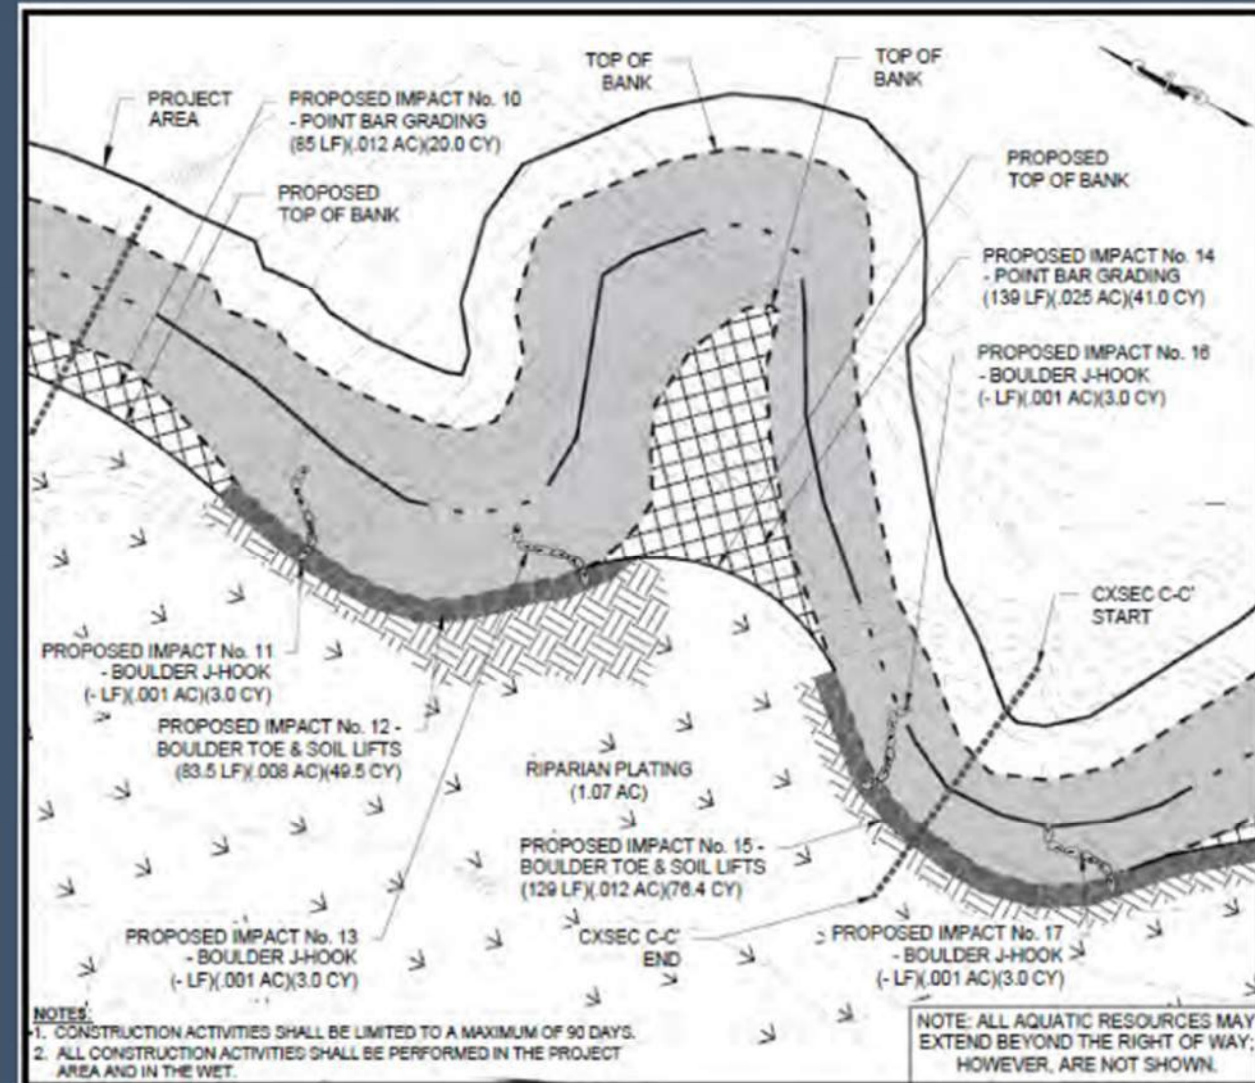 TOP OF
BANK
TOP OF
BANK
PROJECT
AREA
PROPOSED IMPACT No. 10
- POINT BAR GRADING
(85 LF)(.012 AC)(20.0 CY)
PROPOSED
TOP OF BANK
PROPOSED
TOP OF BANK
PROPOSED IMPACT No. 14
- POINT BAR GRADING
(139 LF)(.025 AC)(41.0 CY)
PROPOSED IMPACT No. 16
- BOULDER J-HOOK
(- LF)(.001 AC)(3.0 CY)
CXSEC C-C'
START
PROPOSED IMPACT No. 11
- BOULDER J-HOOK
(- LF)(.001 AC)(3.0 CY)
PROPOSED IMPACT No. 12 -
BOULDER TOE & SOIL LIFTS
(83.5 LF)(.008 AC)(49.5 CY)
RIPARIAN PLATING
(1.07 AC)
PROPOSED IMPACT No. 15 -
BOULDER TOE & SOIL LIFTS
(129 LF)(.012 AC)(76.4 CY)
PROPOSED IMPACT No. 13
- BOULDER J-HOOK
(- LF)(.001 AC)(3.0 CY)
CXSEC C-C'
END
PROPOSED IMPACT No. 17
- BOULDER J-HOOK
(- LF)(.001 AC)(3.0 CY)
NOTES:
1. CONSTRUCTION ACTIVITIES SHALL BE LIMITED TO A MAXIMUM OF 90 DAYS.
2. ALL CONSTRUCTION ACTIVITIES SHALL BE PERFORMED IN THE PROJECT
AREA AND IN THE WET.
NOTE: ALL AQUATIC RESOURCES MAY
EXTEND BEYOND THE RIGHT OF WAY;
HOWEVER, ARE NOT SHOWN.